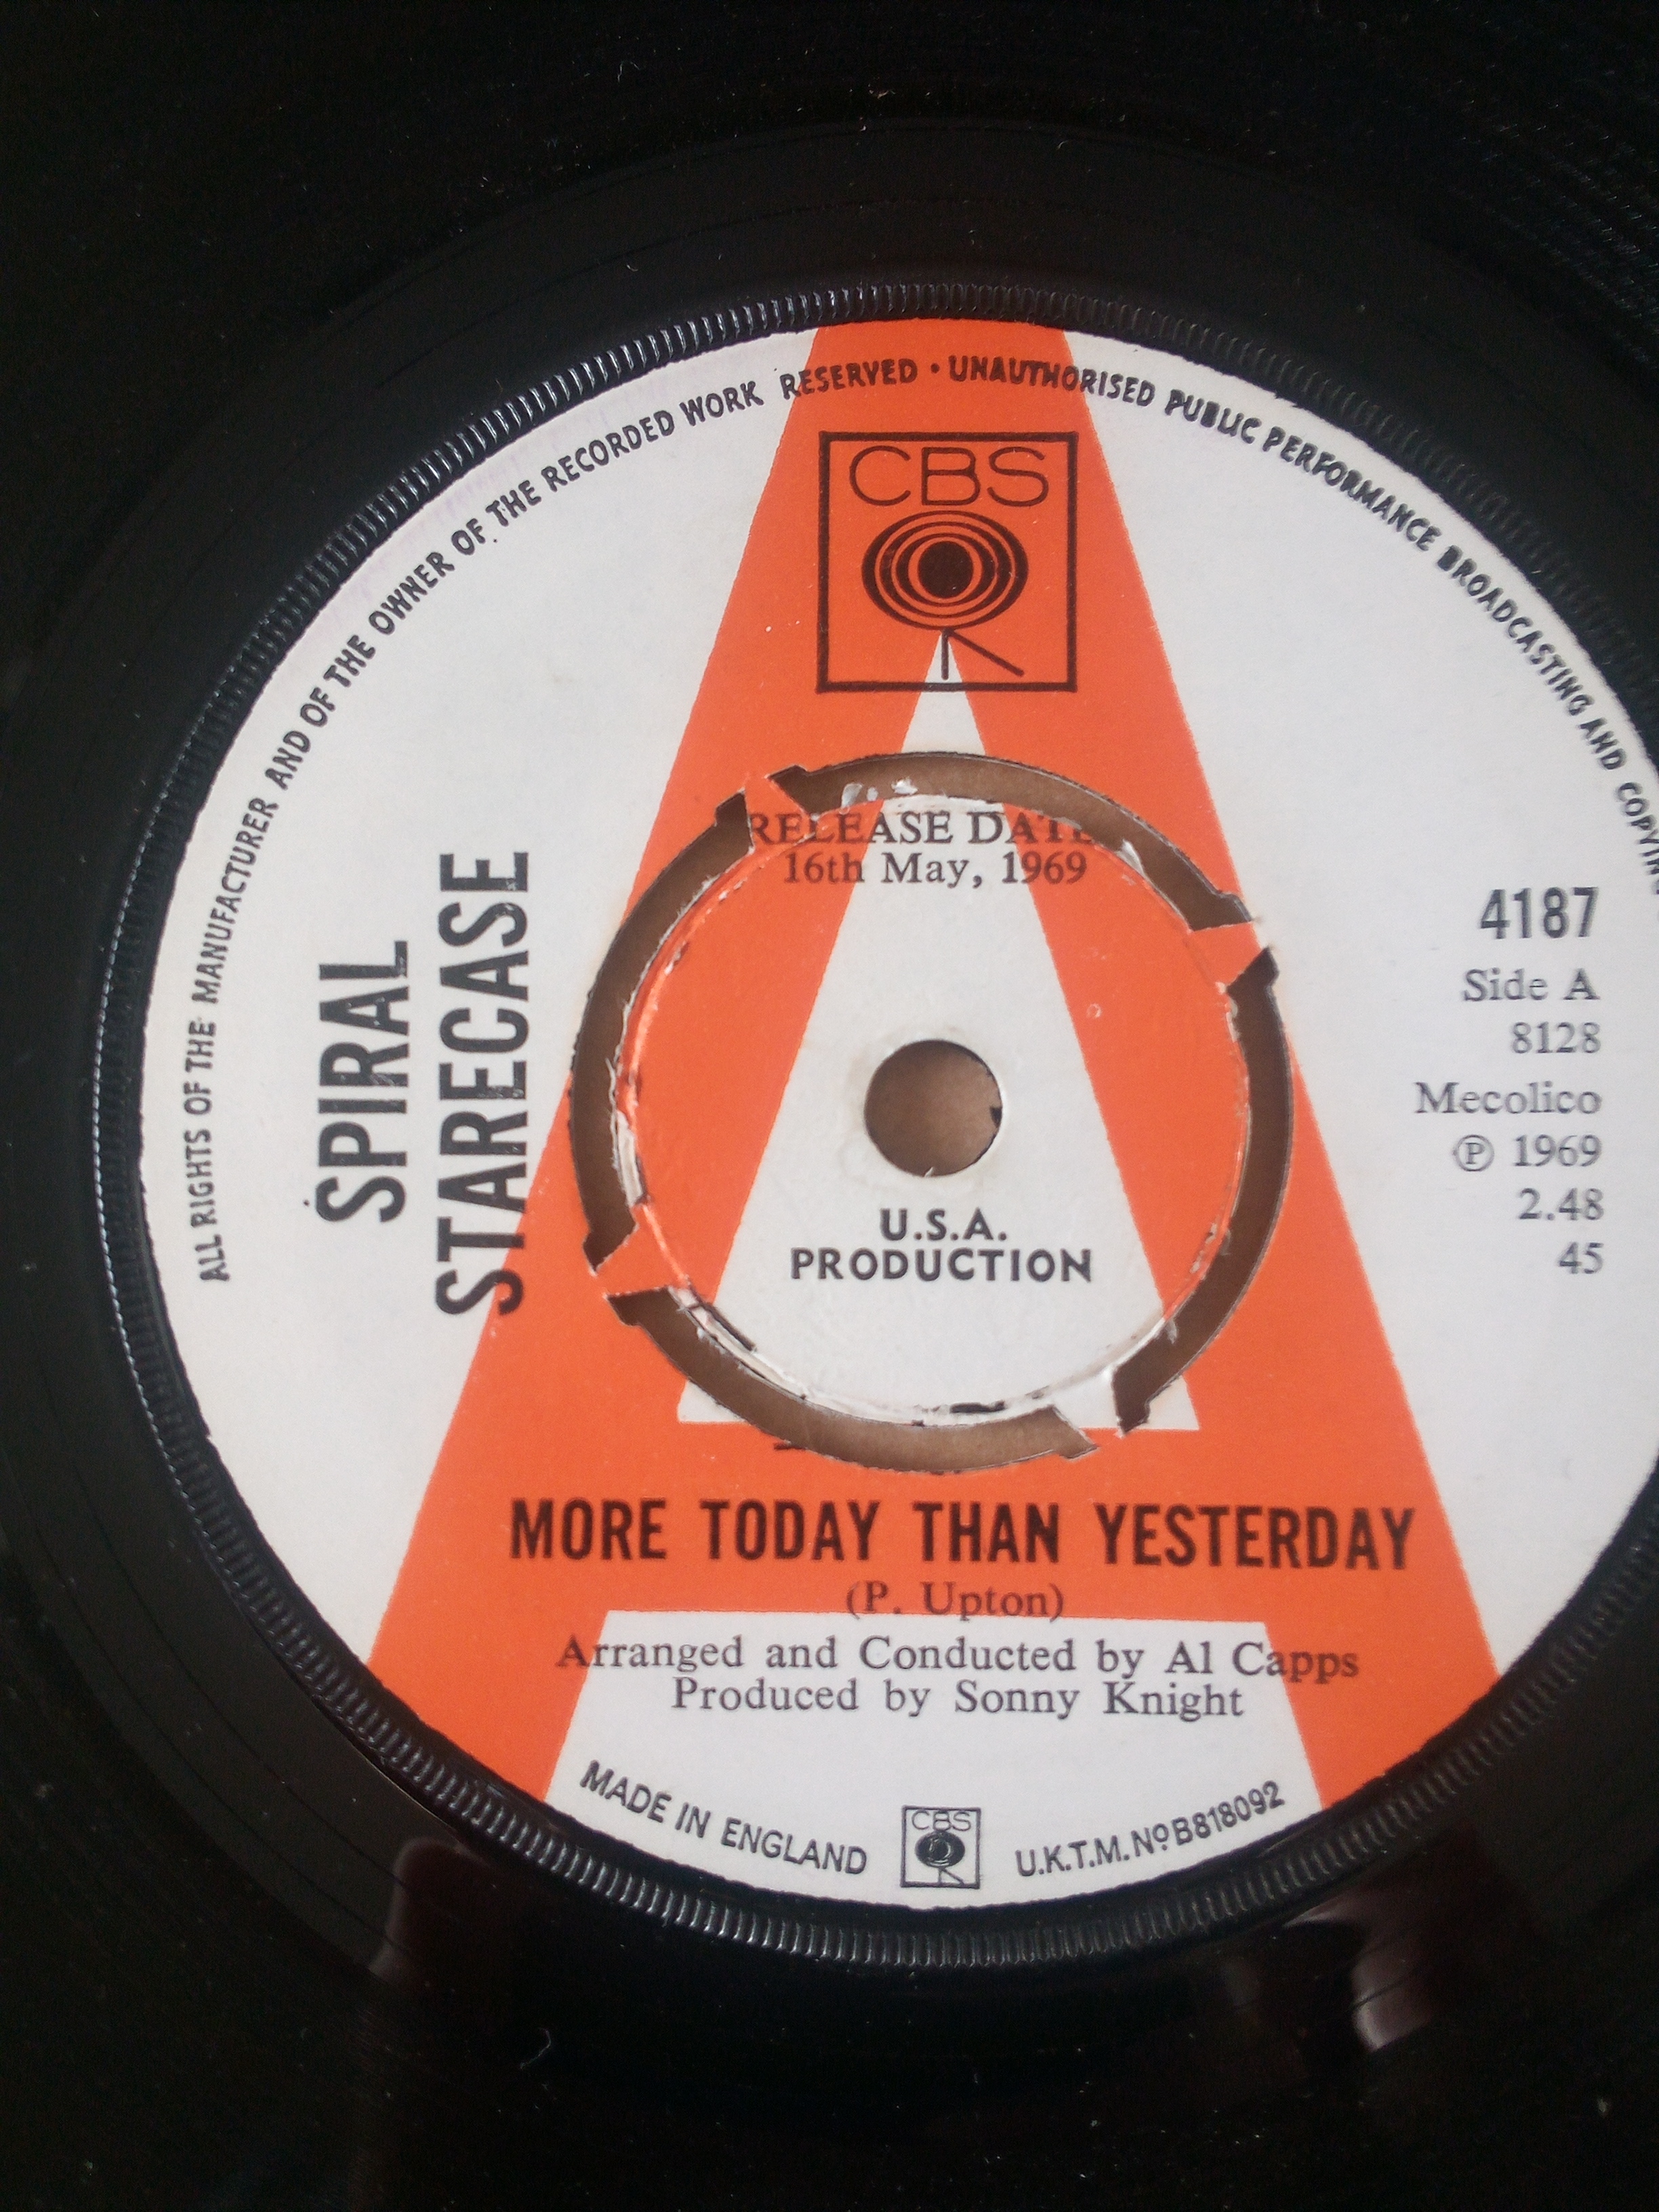 ALL RIGHTS OF THE MANUFACTURER AND OF THE OWNER OF THE RECORDED WORK RESERVED • UNAUTHORISED PUBLIC PERFORMANCE BROADCASTING AND COPYING
CBS
RELEASE DATE
16th May, 1969
SPIRAL
STARECASE
4187
Side A
8128
Mecolico
℗ 1969
2.48
45
U.S.A.
PRODUCTION
MORE TODAY THAN YESTERDAY
(P. Upton)
Arranged and Conducted by Al Capps
Produced by Sonny Knight
MADE IN ENGLAND
CBS
U.K.T.M. No B818092